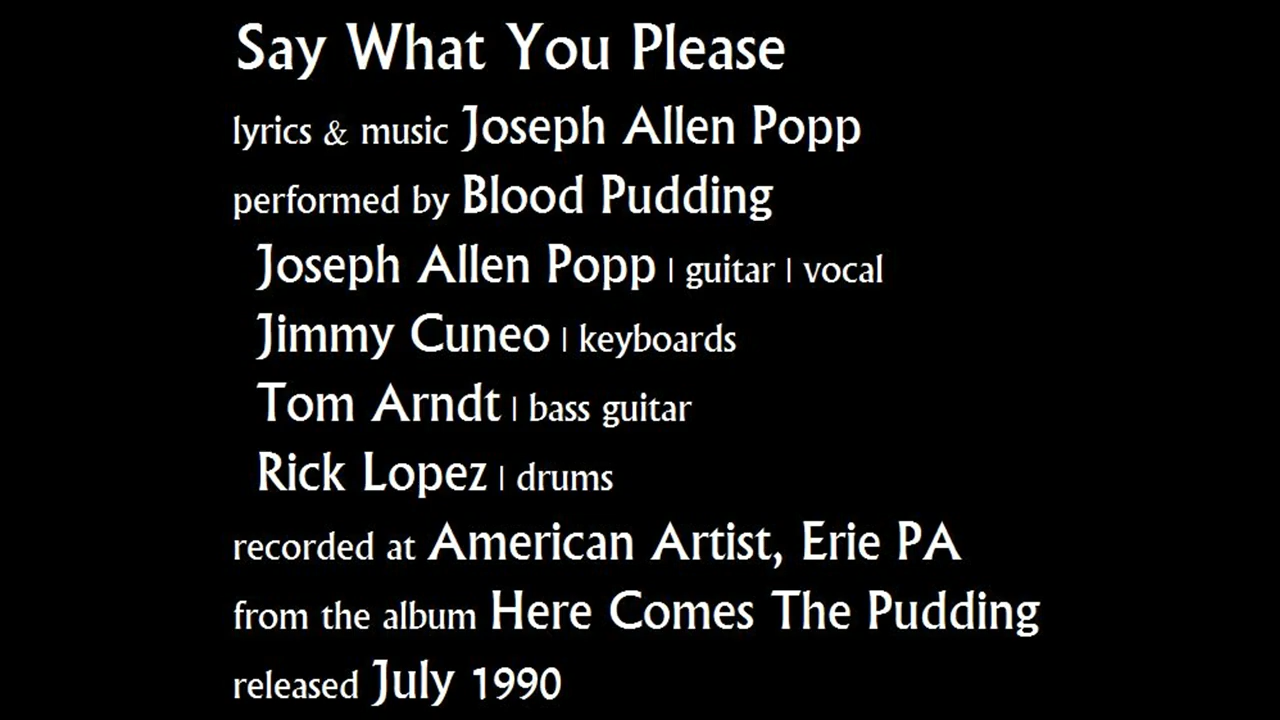 Say What You Please
lyrics & music Joseph Allen Popp
performed by Blood Pudding
Joseph Allen Popp | guitar | vocal
Jimmy Cuneo | keyboards
Tom Arndt | bass guitar
Rick Lopez | drums
recorded at American Artist, Erie PA
from the album Here Comes The Pudding
released July 1990